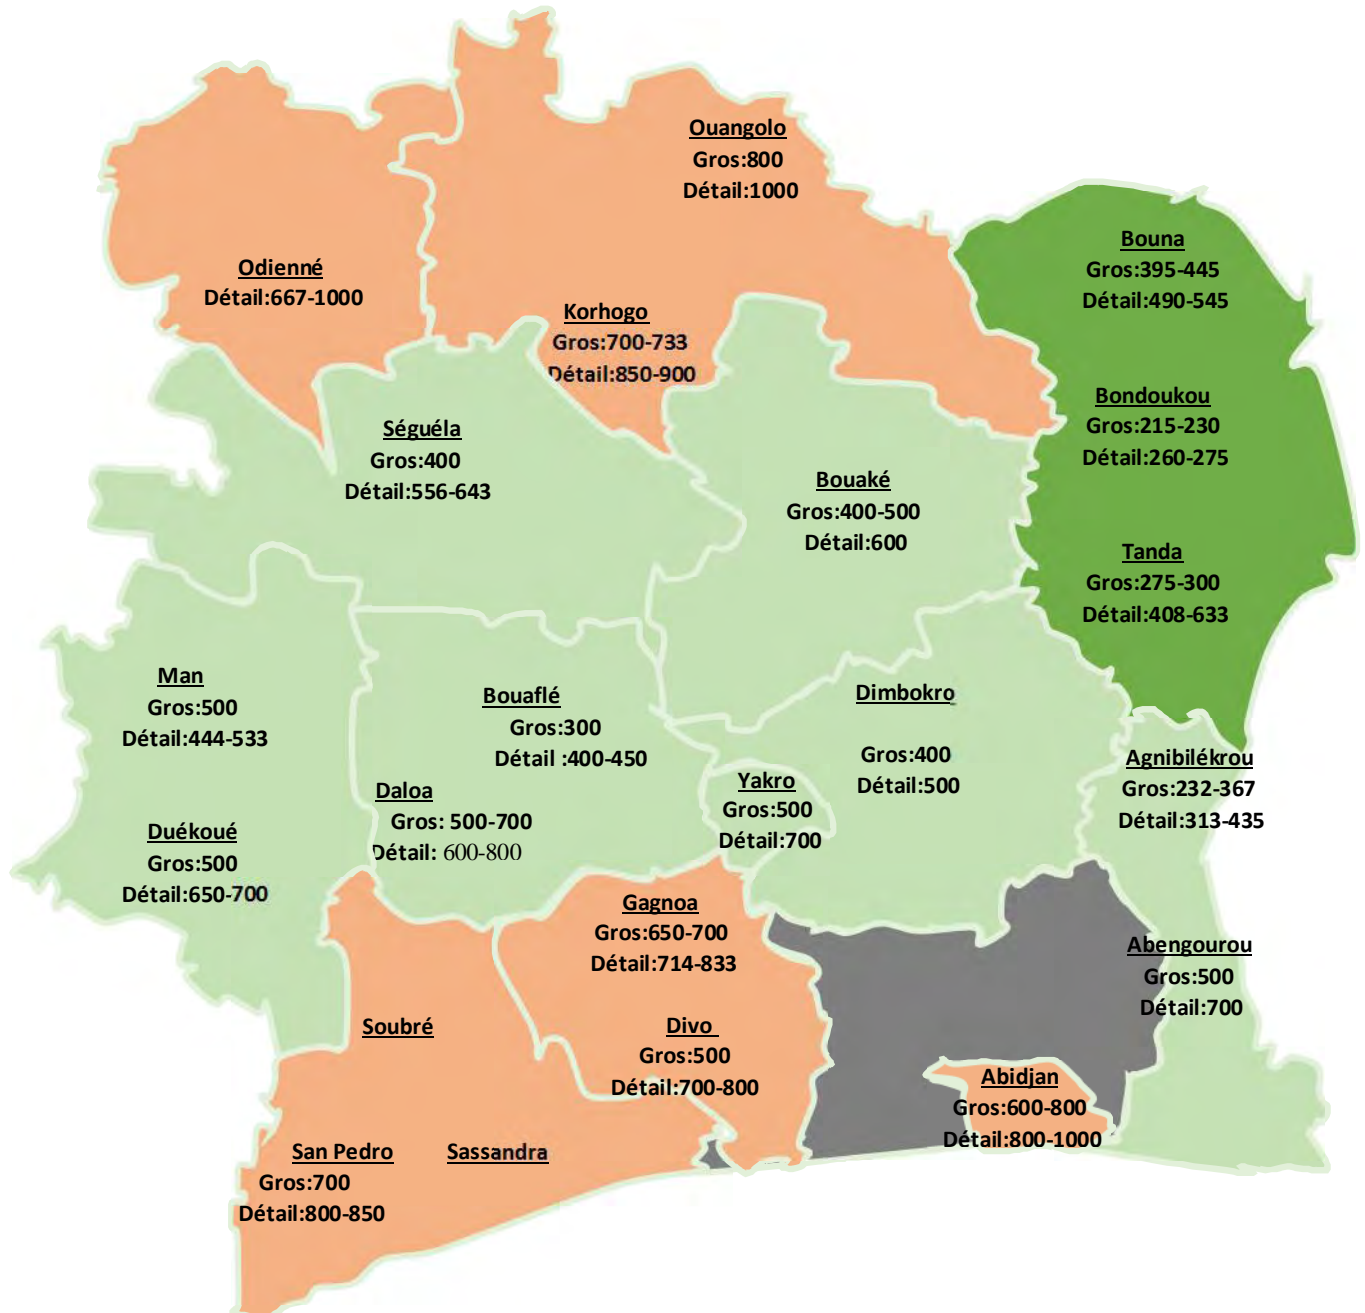 Ouangolo
Gros:800
Détail:1000
Bouna
Gros:395-445
Détail:490-545
Odienné
Détail:667-1000
Korhogo
Gros:700-733
Détail:850-900
Bondoukou
Gros:215-230
Détail:260-275
Séguéla
Gros:400
Détail:556-643
Bouaké
Gros:400-500
Détail:600
Tanda
Gros:275-300
Détail:408-633
Man
Gros:500
Détail:444-533
Bouaflé
Gros:300
Détail :400-450
Dimbokro
Gros:400
Détail:500
Agnibilékrou
Gros:232-367
Détail:313-435
Yakro
Gros:500
Détail:700
Daloa
Gros: 500-700
Détail: 600-800
Duékoué
Gros:500
Détail:650-700
Gagnoa
Gros:650-700
Détail:714-833
Abengourou
Gros:500
Détail:700
Soubré
Divo
Gros:500
Détail:700-800
Abidjan
Gros:600-800
Détail:800-1000
San Pedro
Gros:700
Détail:800-850
Sassandra